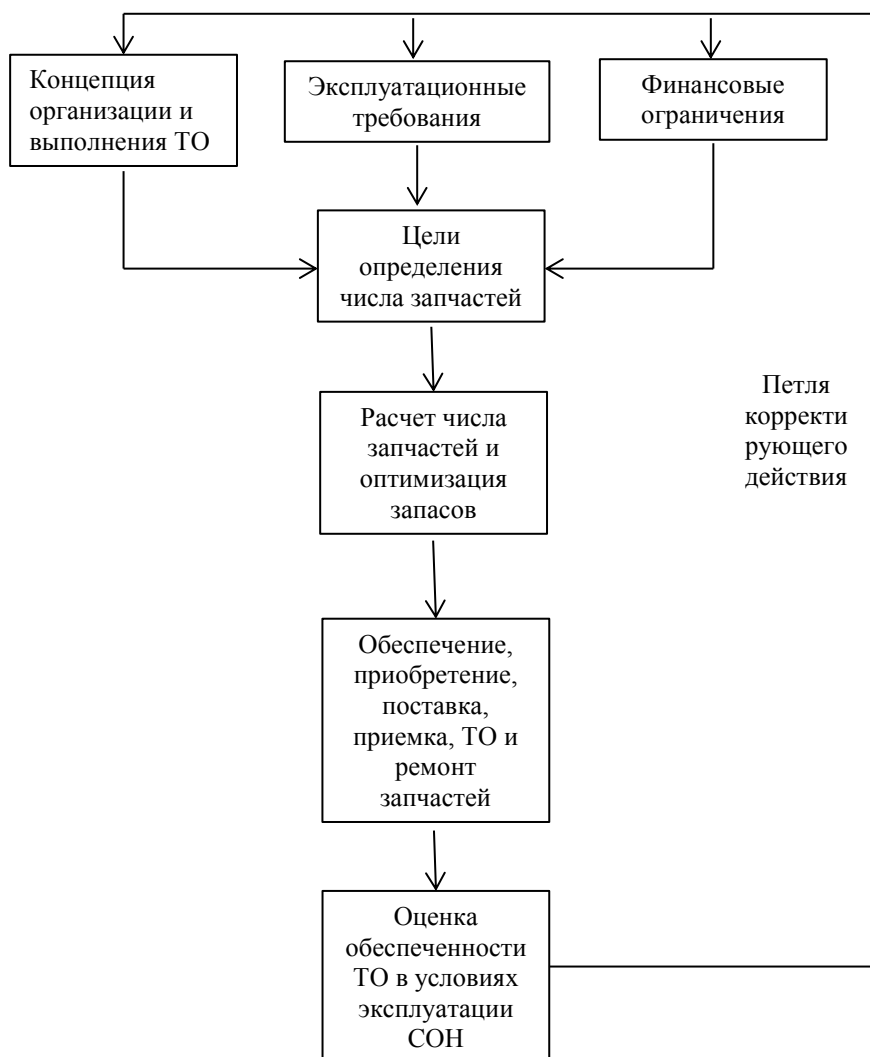 Концепция
организации и
выполнения ТО
Эксплуатационные
требования
Финансовые
ограничения
Цели
определения
числа запчастей
Расчет числа
запчастей и
оптимизация
запасов
Петля
корректи
рующего
действия
Обеспечение,
приобретение,
поставка,
приемка, ТО и
ремонт
запчастей
Оценка
обеспеченности
ТО в условиях
эксплуатации
СОН